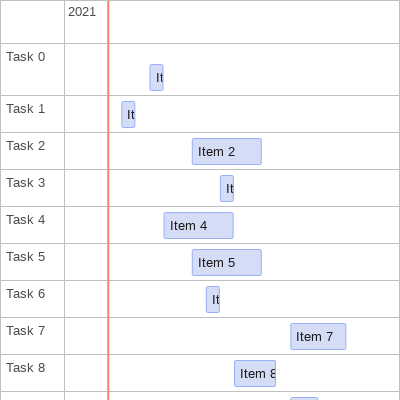 2021
Task 0
It
Task 1
It
Task 2
Item 2
Task 3
It
Task 4
Item 4
Task 5
Item 5
Task 6
It
Task 7
Item 7
Task 8
Item 8